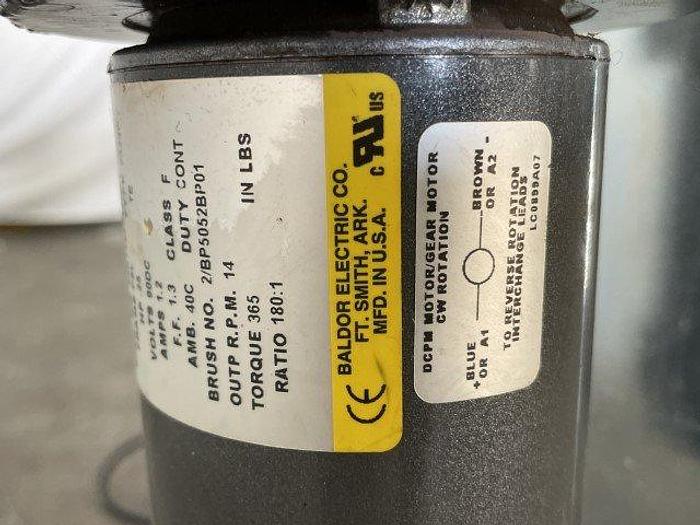 VOLTS 90DC
AMPS 1.2
F.F. 1.3 CLASS F
AMB. 40C DUTY CONT
BRUSH NO. 2/BP5052BP01
OUTP R.P.M. 14
TORQUE 365 IN LBS
RATIO 180:1
CE BALDOR ELECTRIC CO.
FT. SMITH, ARK.
MFD. IN U.S.A. C RU US
DCPM MOTOR/GEAR MOTOR
CW ROTATION
+BLUE BROWN -
OR A1 OR A2
TO REVERSE ROTATION
INTERCHANGE LEADS
LC0899A07